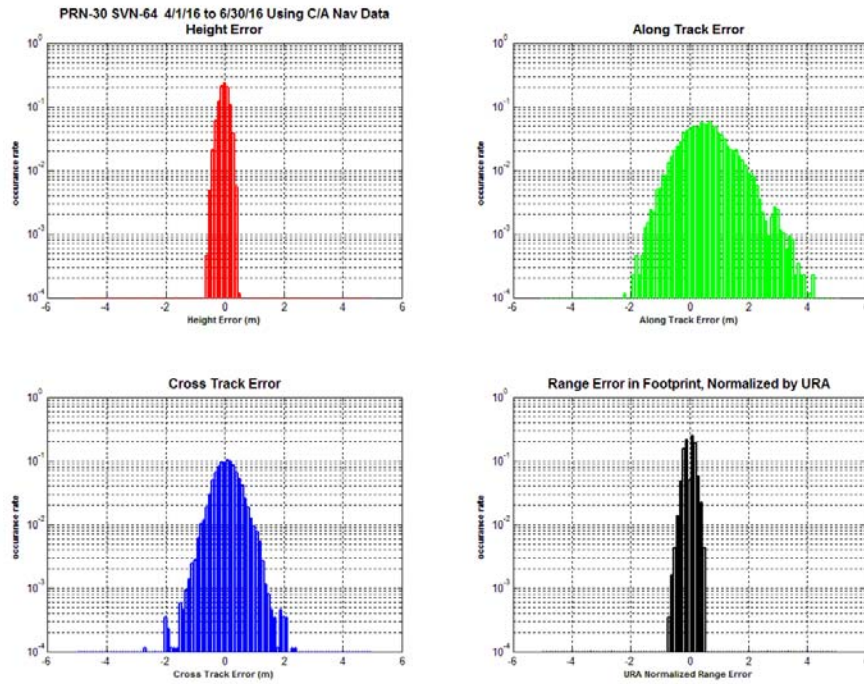 PRN-30 SVN-64 4/1/16 to 6/30/16 Using C/A Nav Data
Height Error
10^0
10^-1
10^-2
10^-3
10^-4
occurance rate
-6 -4 -2 0 2 4 6
Height Error (m)
Along Track Error
10^0
10^-1
10^-2
10^-3
10^-4
occurance rate
-6 -4 -2 0 2 4 6
Along Track Error (m)
Cross Track Error
10^0
10^-1
10^-2
10^-3
10^-4
occurance rate
-6 -4 -2 0 2 4 6
Cross Track Error (m)
Range Error in Footprint, Normalized by URA
10^0
10^-1
10^-2
10^-3
10^-4
occurance rate
-6 -4 -2 0 2 4 6
URA Normalized Range Error